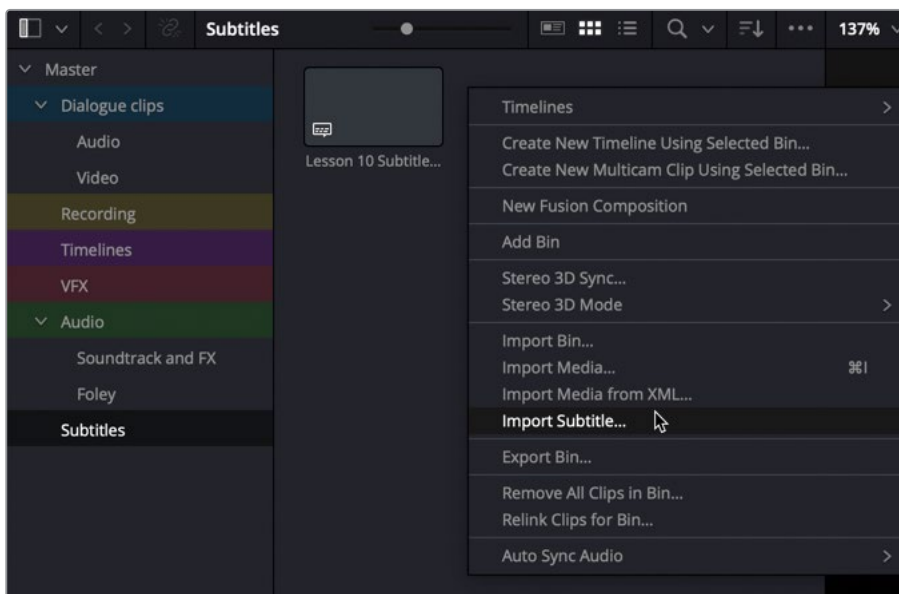 Subtitles
137%
Master
Dialogue clips
Audio
Video
Recording
Timelines
VFX
Audio
Soundtrack and FX
Foley
Subtitles
Lesson 10 Subtitle...
Timelines
Create New Timeline Using Selected Bin...
Create New Multicam Clip Using Selected Bin...
New Fusion Composition
Add Bin
Stereo 3D Sync...
Stereo 3D Mode
Import Bin...
Import Media... ⌘I
Import Media from XML...
Import Subtitle...
Export Bin...
Remove All Clips in Bin...
Relink Clips for Bin...
Auto Sync Audio